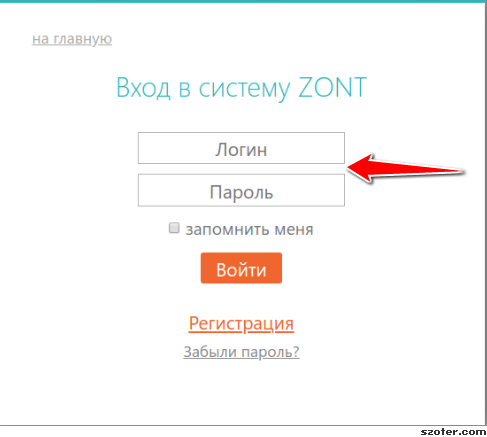 на главную
Вход в систему ZONT
Логин
Пароль
запомнить меня
Войти
Регистрация
Забыли пароль?
szoter.com